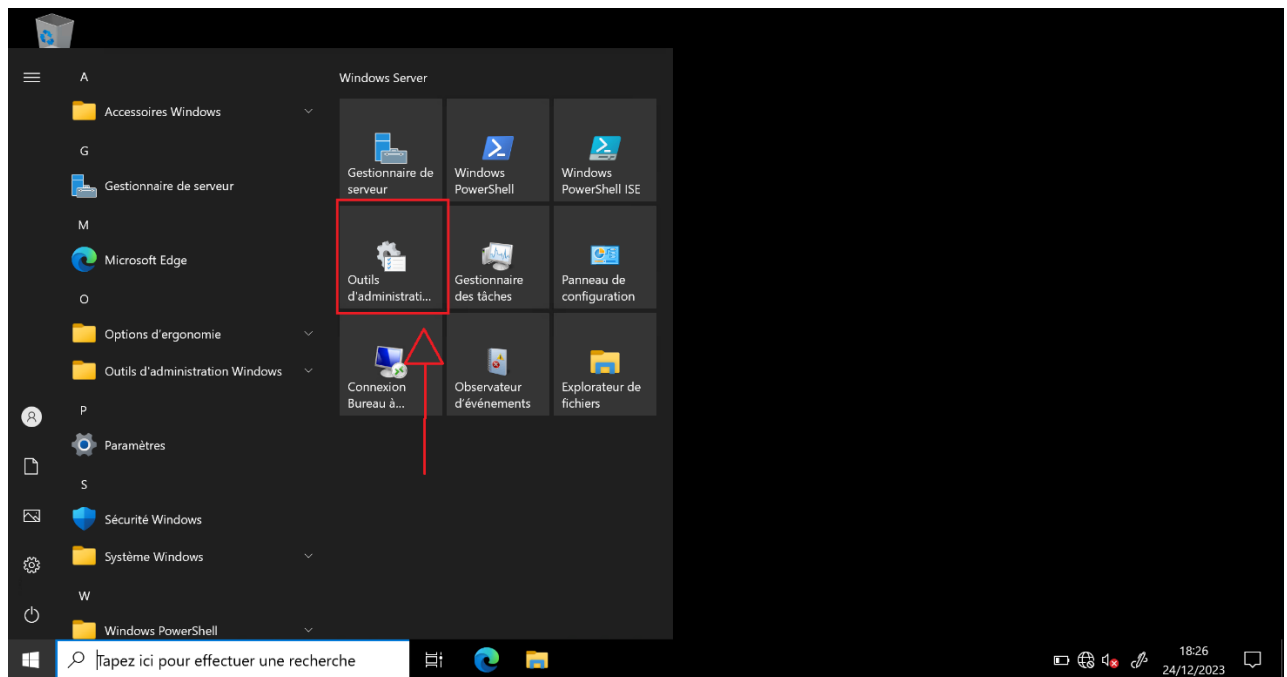 A
Accessoires Windows
G
Gestionnaire de serveur
M
Microsoft Edge
O
Options d'ergonomie
Outils d'administration Windows
P
Paramètres
S
Sécurité Windows
Système Windows
W
Windows PowerShell
Windows Server
Gestionnaire de
serveur
Windows
PowerShell
Windows
PowerShell ISE
Outils
d'administrati...
Gestionnaire
des tâches
Panneau de
configuration
Connexion
Bureau à...
Observateur
d'événements
Explorateur de
fichiers
Tapez ici pour effectuer une recherche
18:26
24/12/2023